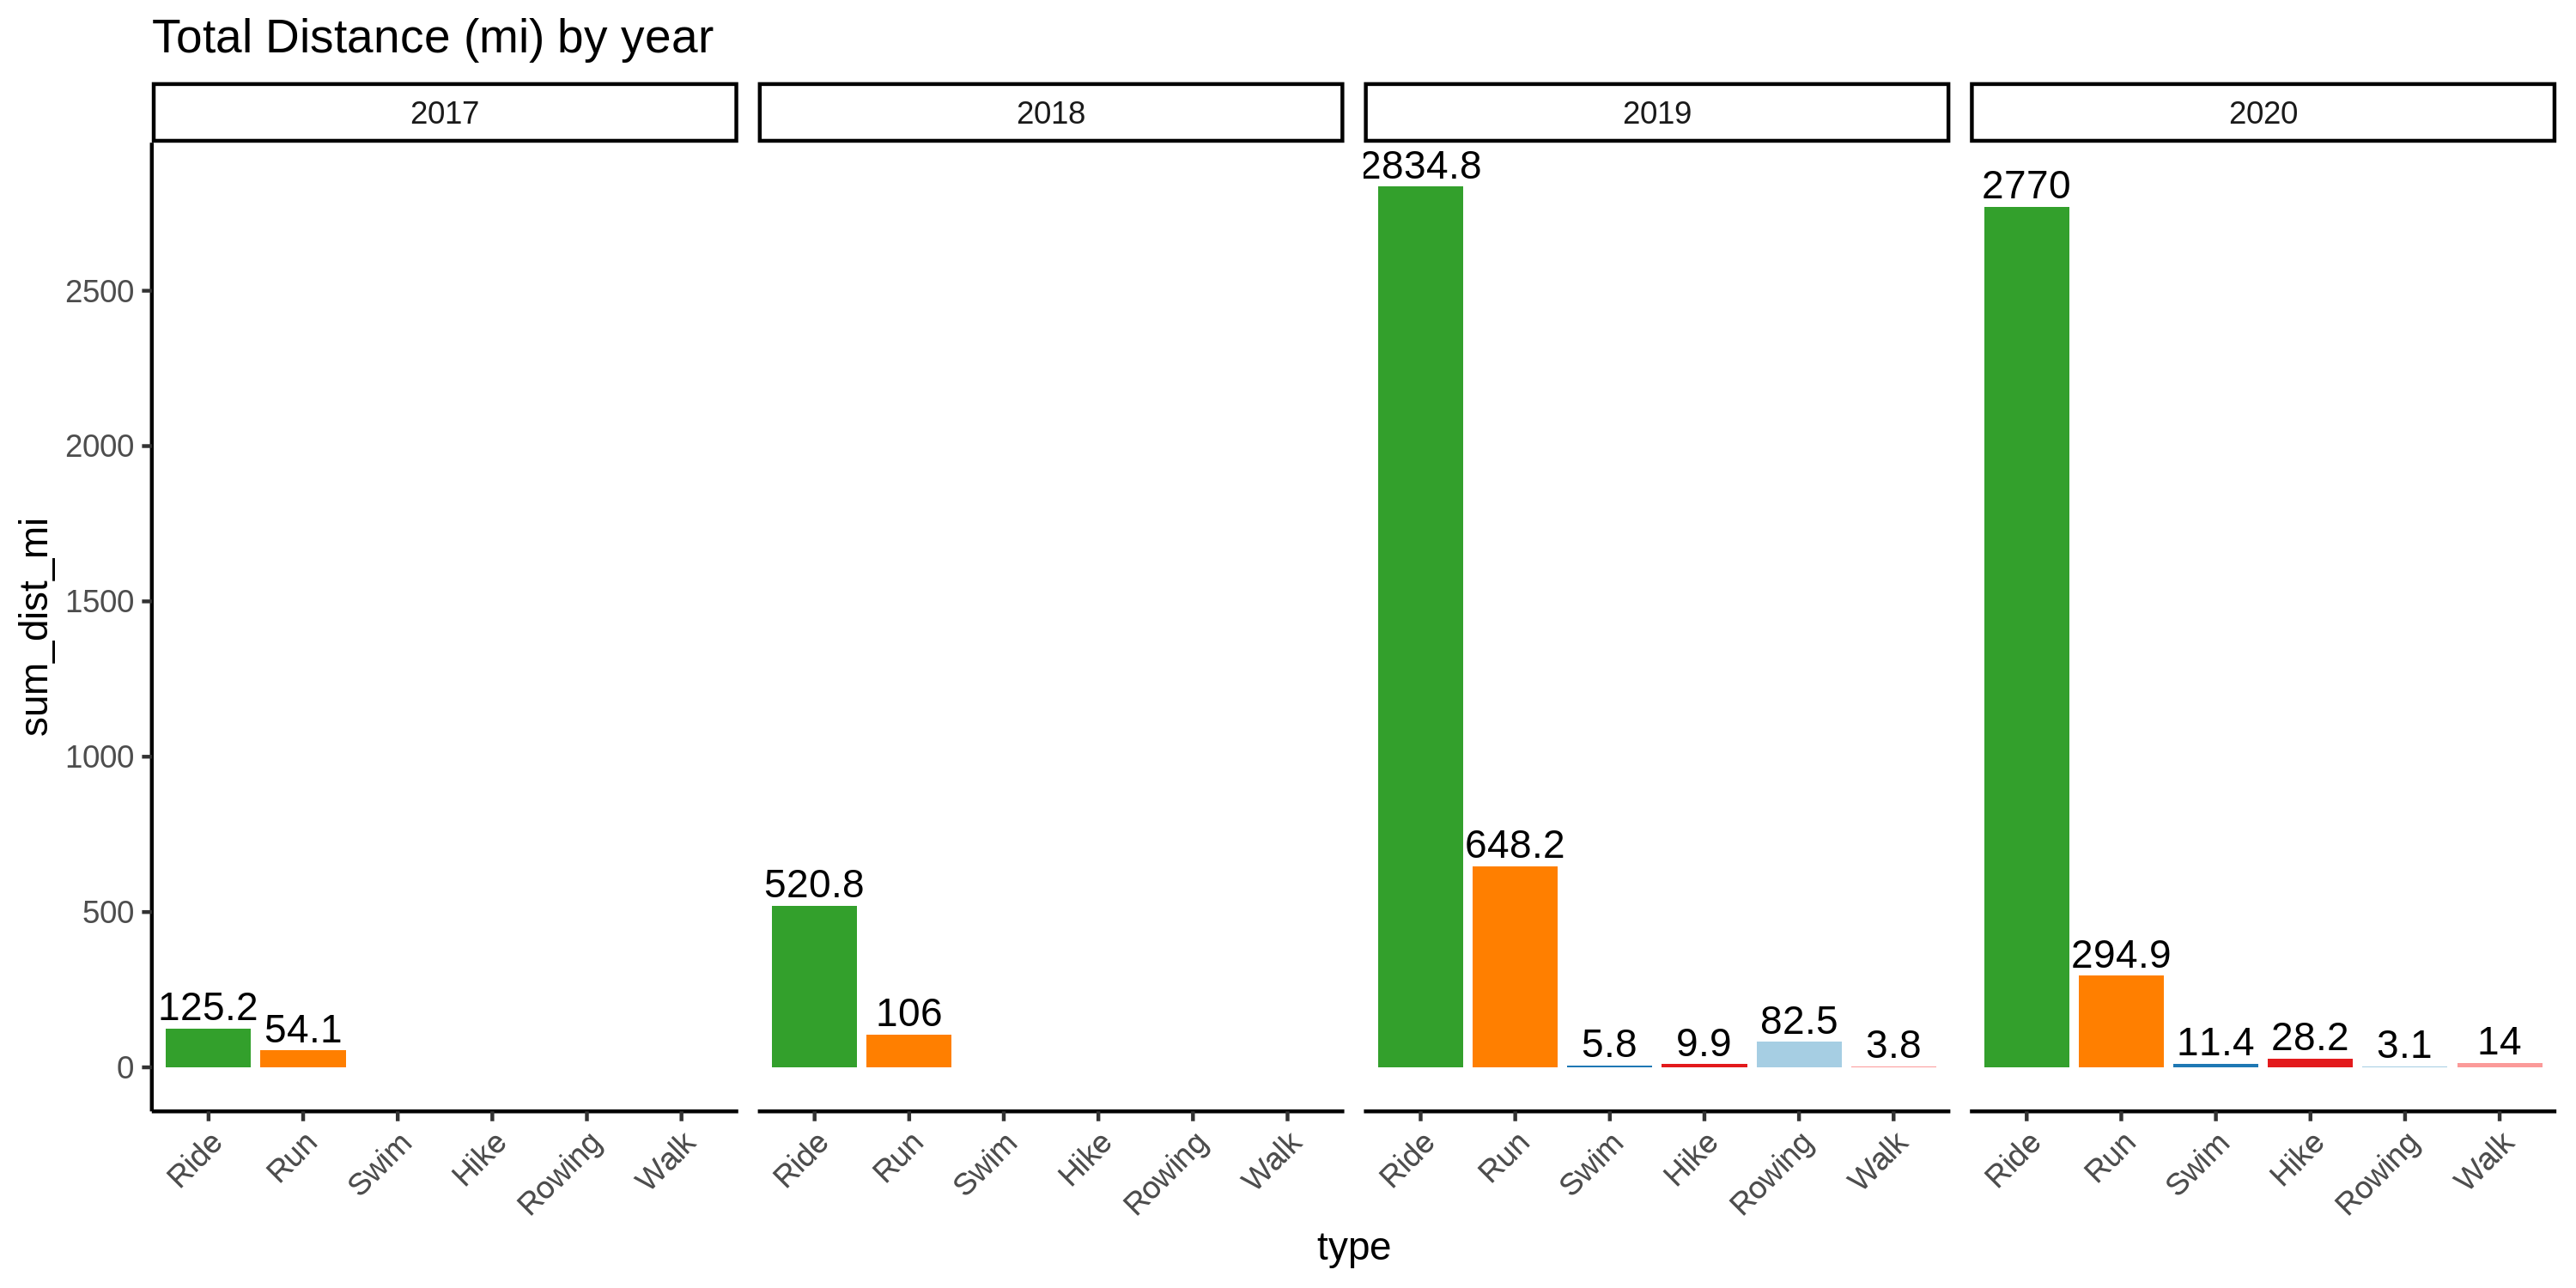 Total Distance (mi) by year
2017 2018 2019 2020
sum_dist_mi
2500
2000
1500
1000
500
0
125.2 54.1
520.8 106
2834.8 648.2 5.8 9.9 82.5 3.8
2770 294.9 11.4 28.2 3.1 14
Ride Run Swim Hike Rowing Walk
Ride Run Swim Hike Rowing Walk
Ride Run Swim Hike Rowing Walk
Ride Run Swim Hike Rowing Walk
type